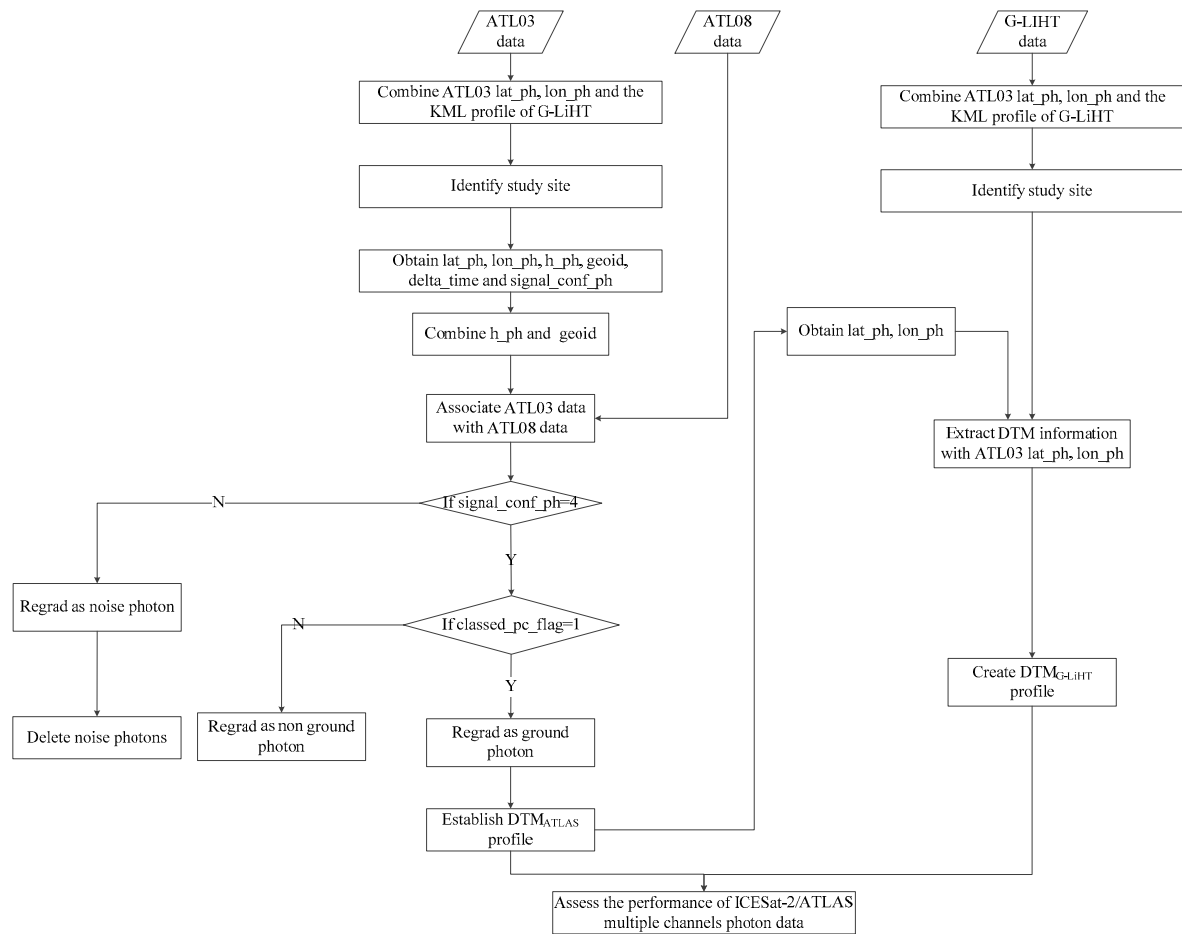 ATL03
data
ATL08
data
G-LIHT
data
Combine ATL03 lat_ph, lon_ph and the
KML profile of G-LiHT
Combine ATL03 lat_ph, lon_ph and the
KML profile of G-LiHT
Identify study site
Identify study site
Obtain lat_ph, lon_ph, h_ph, geoid,
delta_time and signal_conf_ph
Combine h_ph and geoid
Obtain lat_ph, lon_ph
Associate ATL03 data
with ATL08 data
Extract DTM information
with ATL03 lat_ph, lon_ph
If signal_conf_ph=4
N
Y
Regrad as noise photon
If classed_pc_flag=1
N
Y
Delete noise photons
Regrad as non ground
photon
Regrad as ground
photon
Create DTMG-LiHT
profile
Establish DTMATLAS
profile
Assess the performance of ICESat-2/ATLAS
multiple channels photon data